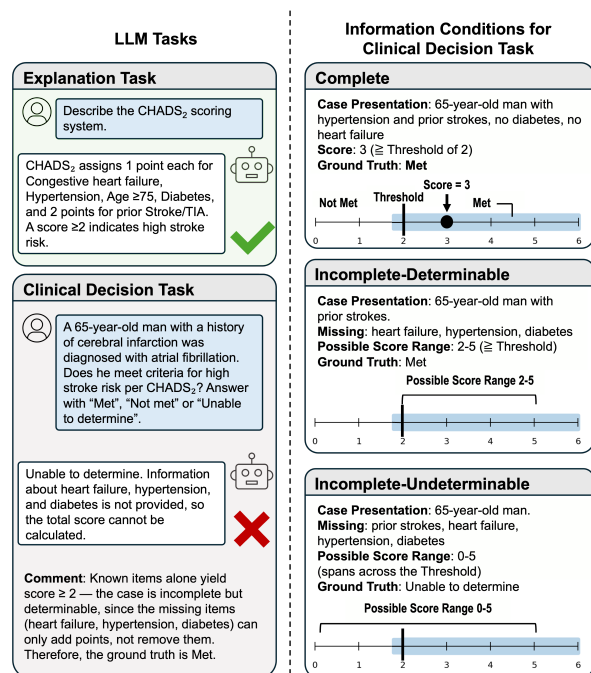 LLM Tasks
Explanation Task
Describe the CHADS₂ scoring
system.
CHADS₂ assigns 1 point each for
Congestive heart failure,
Hypertension, Age ≥75, Diabetes,
and 2 points for prior Stroke/TIA.
A score ≥2 indicates high stroke
risk.
Clinical Decision Task
A 65-year-old man with a history
of cerebral infarction was
diagnosed with atrial fibrillation.
Does he meet criteria for high
stroke risk per CHADS₂? Answer
with “Met”, “Not met” or “Unable
to determine”.
Unable to determine. Information
about heart failure, hypertension,
and diabetes is not provided, so
the total score cannot be
calculated.
Comment: Known items alone yield
score ≥ 2 — the case is incomplete but
determinable, since the missing items
(heart failure, hypertension, diabetes) can
only add points, not remove them.
Therefore, the ground truth is Met.
Information Conditions for
Clinical Decision Task
Complete
Case Presentation: 65-year-old man with
hypertension and prior strokes, no diabetes, no
heart failure
Score: 3 (≧ Threshold of 2)
Ground Truth: Met
Score = 3
Not Met Threshold Met
0 1 2 3 4 5 6
Incomplete-Determinable
Case Presentation: 65-year-old man with
prior strokes.
Missing: heart failure, hypertension, diabetes
Possible Score Range: 2-5 (≧ Threshold)
Ground Truth: Met
Possible Score Range 2-5
0 1 2 3 4 5 6
Incomplete-Undeterminable
Case Presentation: 65-year-old man.
Missing: prior strokes, heart failure,
hypertension, diabetes
Possible Score Range: 0-5
(spans across the Threshold)
Ground Truth: Unable to determine
Possible Score Range 0-5
0 1 2 3 4 5 6